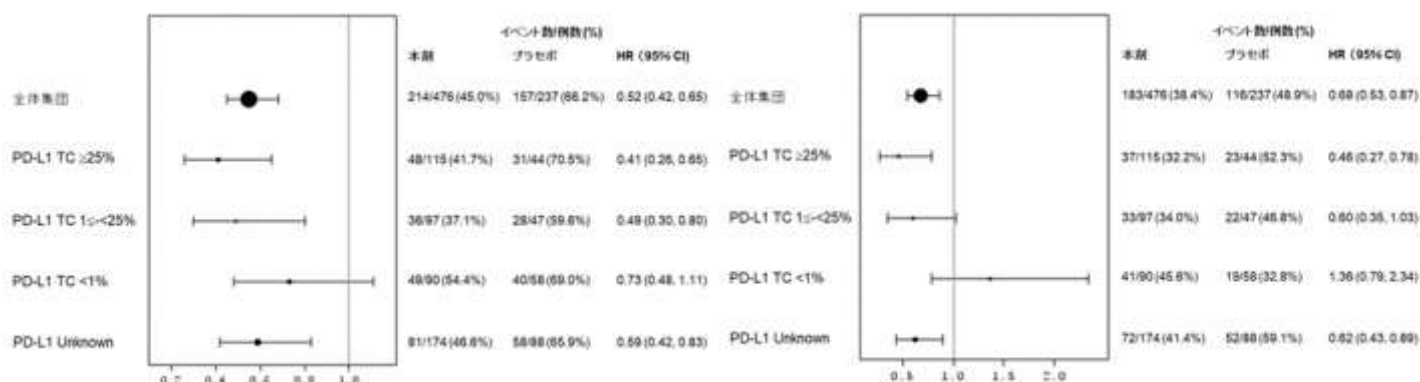 イベント数/例数(%)
本剤 プラセボ HR (95% CI)
全体集団 214/476 (45.0%) 157/237 (66.2%) 0.52 (0.42, 0.65)
PD-L1 TC ≥25% 48/115 (41.7%) 31/44 (70.5%) 0.41 (0.26, 0.65)
PD-L1 TC 1≤-<25% 36/97 (37.1%) 28/47 (59.6%) 0.49 (0.30, 0.80)
PD-L1 TC <1% 49/90 (54.4%) 40/58 (69.0%) 0.73 (0.48, 1.11)
PD-L1 Unknown 81/174 (46.6%) 58/88 (65.9%) 0.59 (0.42, 0.83)
0.2 0.4 0.6 0.8 1.0
イベント数/例数(%)
本剤 プラセボ HR (95% CI)
全体集団 183/476 (38.4%) 116/237 (48.9%) 0.68 (0.53, 0.87)
PD-L1 TC ≥25% 37/115 (32.2%) 23/44 (52.3%) 0.46 (0.27, 0.78)
PD-L1 TC 1≤-<25% 33/97 (34.0%) 22/47 (46.8%) 0.60 (0.35, 1.03)
PD-L1 TC <1% 41/90 (45.6%) 19/58 (32.8%) 1.36 (0.79, 2.34)
PD-L1 Unknown 72/174 (41.4%) 52/88 (59.1%) 0.62 (0.43, 0.89)
0.5 1.0 1.5 2.0